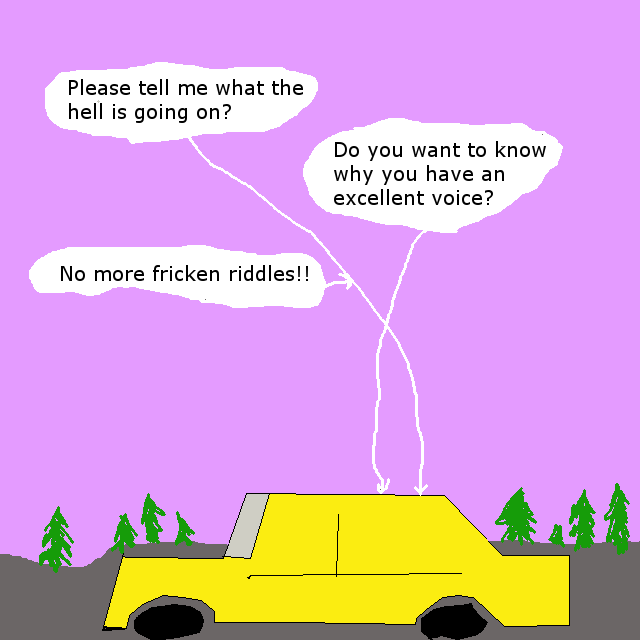 Please tell me what the
hell is going on?
Do you want to know
why you have an
excellent voice?
No more fricken riddles!!